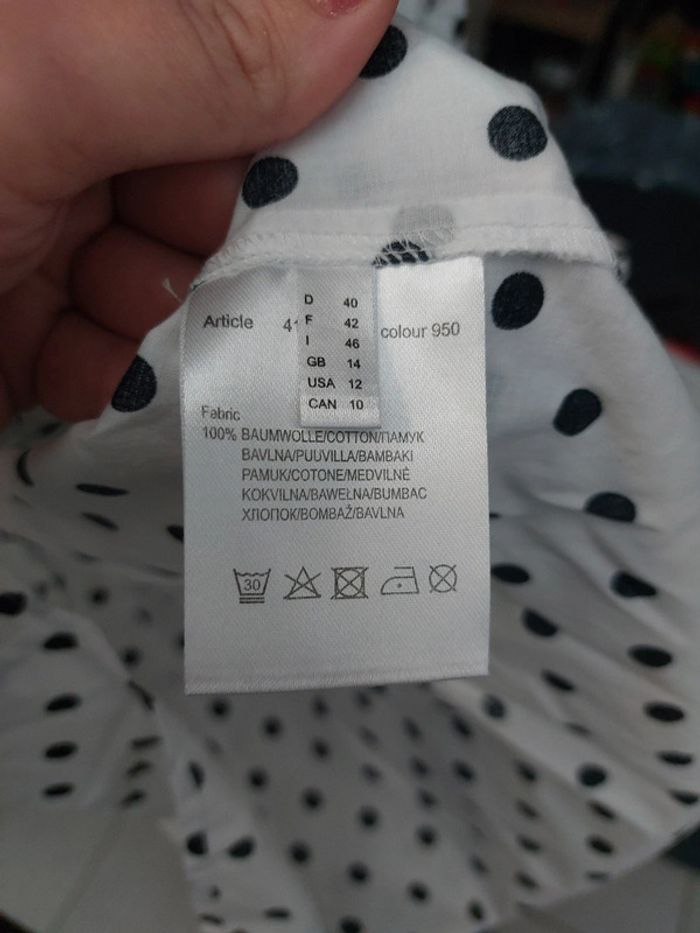 D 40
F 42
I 46
GB 14
USA 12
CAN 10
Article 41 colour 950
Fabric
100% BAUMWOLLE/COTTON/ПАМУК
BAVLNA/PUUVILLA/BAMBAKI
PAMUK/COTONE/MEDVILNĖ
KOKVILNA/BAWEŁNA/BUMBAC
ХЛОПОК/BOMBAŽ/BAVLNA
30